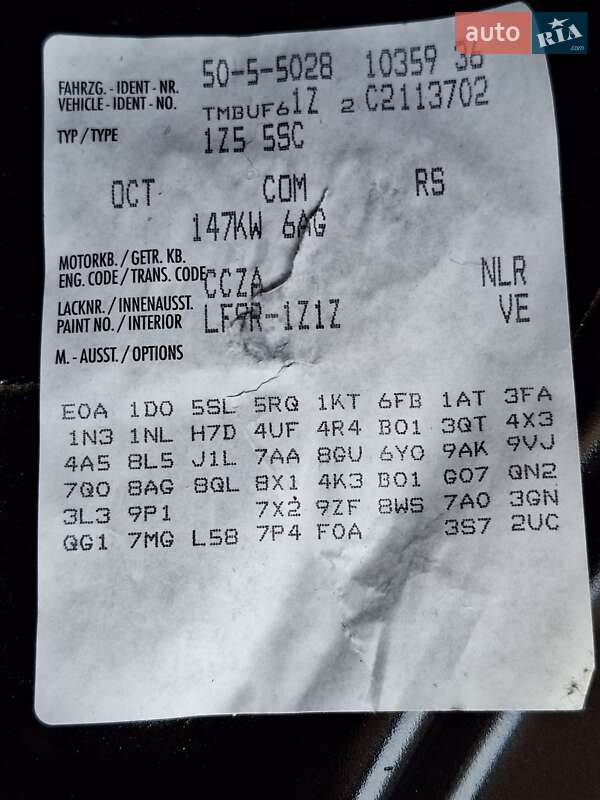 auto RIA .com
50-5-5028 10359 36
FAHRZG. - IDENT - NR.
VEHICLE - IDENT - NO. TMBUF61Z 2 C2113702
TYP / TYPE 1Z5 5SC
OCT COM RS
147KW 6AG
MOTORKB. / GETR. KB.
ENG. CODE / TRANS. CODE CCZA NLR
LACKNR. / INNENAUSST.
PAINT NO. / INTERIOR LF9R-1Z1Z VE
M. - AUSST. / OPTIONS
E0A 1D0 5SL 5RQ 1KT 6FB 1AT 3FA
1N3 1NL H7D 4UF 4R4 B01 3QT 4X3
4A5 8L5 J1L 7AA 8GU 6Y0 9AK 9VJ
7Q0 8AG 8QL 8X1 4K3 B01 G07 QN2
3L3 9P1 7X2 9ZF 8WS 7A0 3GN
QG1 7MG L58 7P4 F0A 3S7 2UC